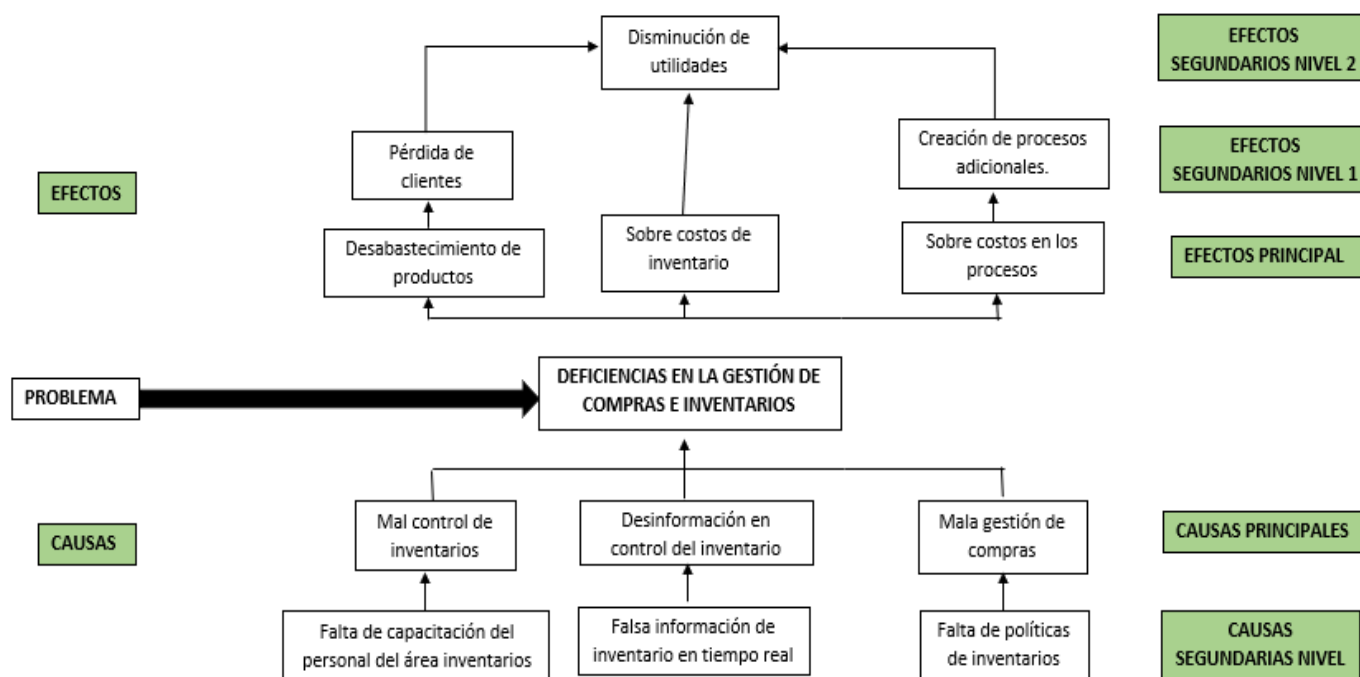 Disminución de
utilidades
EFECTOS
SEGUNDARIOS NIVEL 2
Pérdida de
clientes
Creación de procesos
adicionales.
EFECTOS
SEGUNDARIOS NIVEL 1
EFECTOS
Desabastecimiento de
productos
Sobre costos de
inventario
Sobre costos en los
procesos
EFECTOS PRINCIPAL
PROBLEMA
DEFICIENCIAS EN LA GESTIÓN DE
COMPRAS E INVENTARIOS
CAUSAS
Mal control de
inventarios
Desinformación en
control del inventario
Mala gestión de
compras
CAUSAS PRINCIPALES
Falta de capacitación del
personal del área inventarios
Falsa información de
inventario en tiempo real
Falta de políticas
de inventarios
CAUSAS
SEGUNDARIAS NIVEL